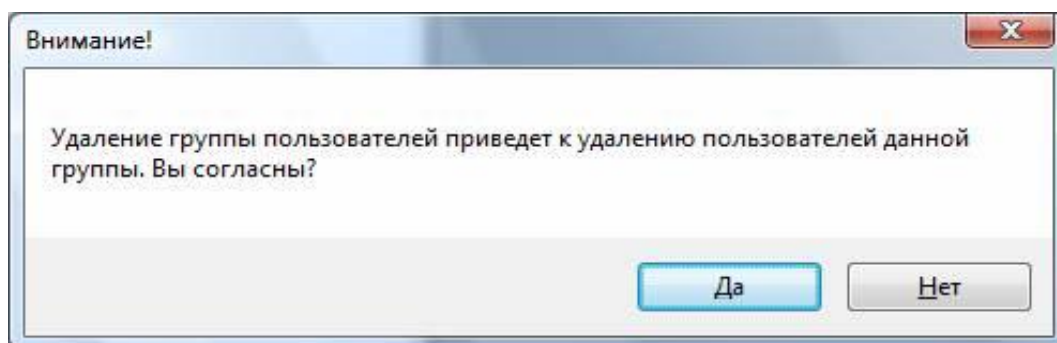 Внимание!
Удаление группы пользователей приведет к удалению пользователей данной
группы. Вы согласны?
Да
Нет